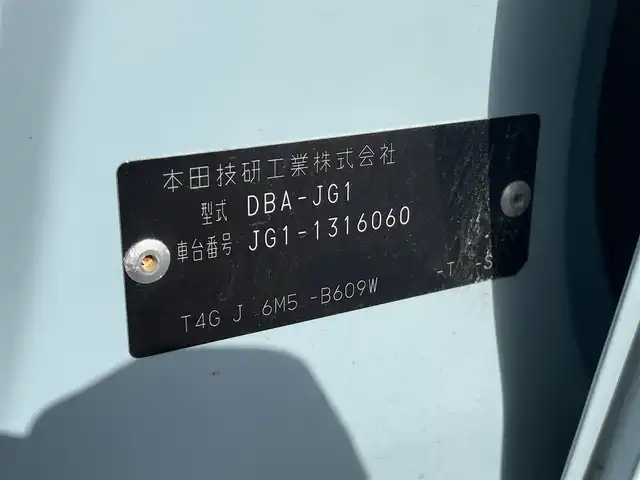 本田技研工業株式会社
型式 DBA-JG1
車台番号 JG1-1316060
-T -S
T4G J 6M5 -B609W